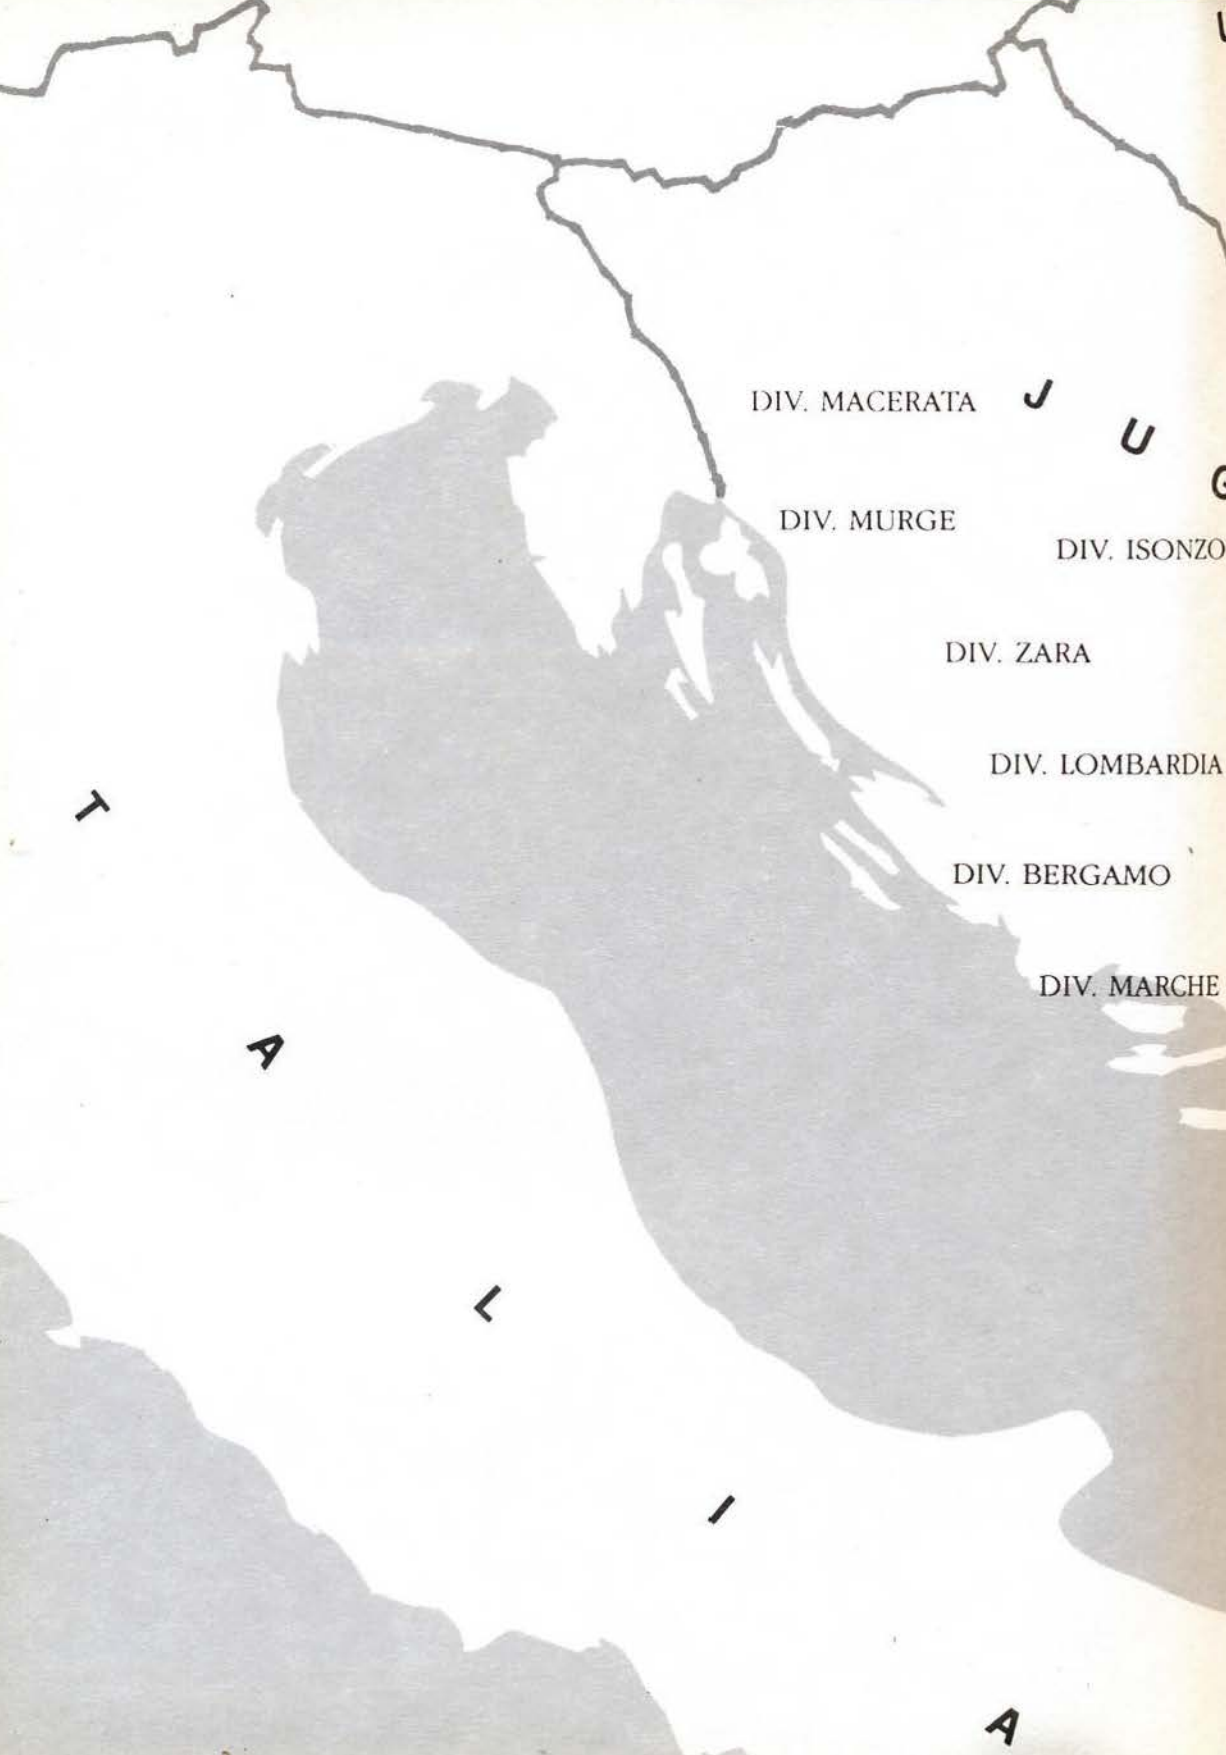 DIV. MACERATA
J U G
DIV. MURGE
DIV. ISONZO
DIV. ZARA
DIV. LOMBARDIA
DIV. BERGAMO
DIV. MARCHE
T A L I A